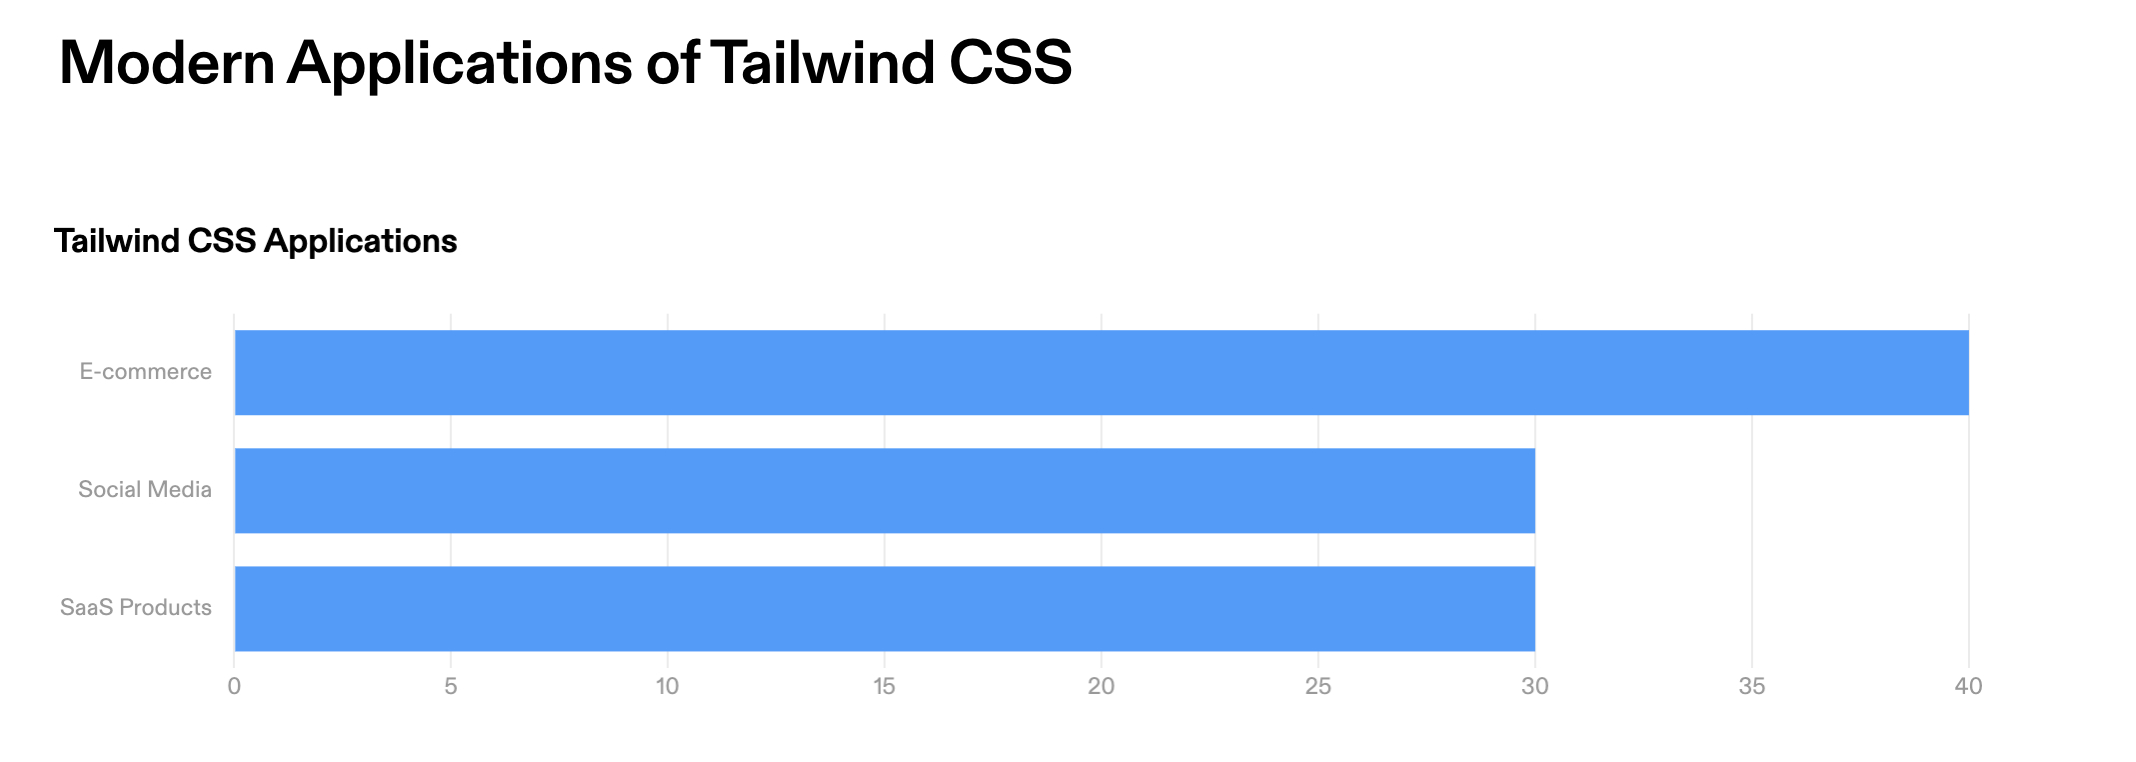 Modern Applications of Tailwind CSS
Tailwind CSS Applications
E-commerce
Social Media
SaaS Products
0 5 10 15 20 25 30 35 40